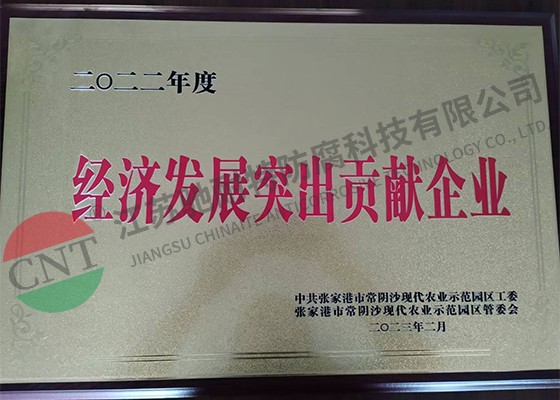 二〇二二年度
经济发展突出贡献企业
中共张家港市常阴沙现代农业示范园区工委
张家港市常阴沙现代农业示范园区管委会
二〇二三年二月
CNT
防腐科技有限公司
JIANGSU CHINAITE ANTICORROSION TECHNOLOGY CO., LTD